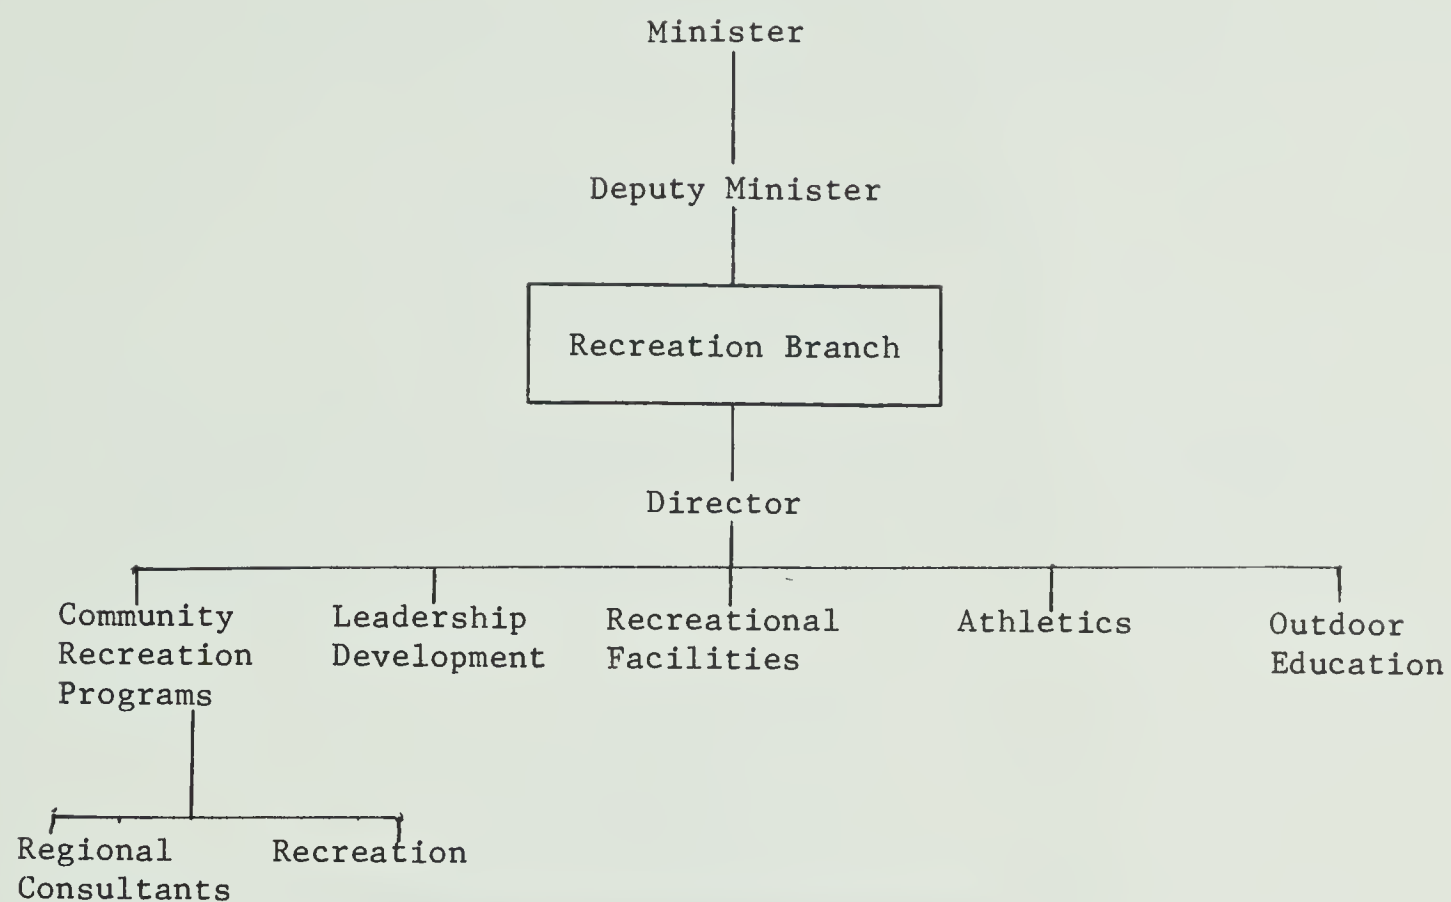 Minister
Deputy Minister
Recreation Branch
Director
Community
Recreation
Programs
Leadership
Development
Recreational
Facilities
Athletics
Outdoor
Education
Regional
Consultants
Recreation